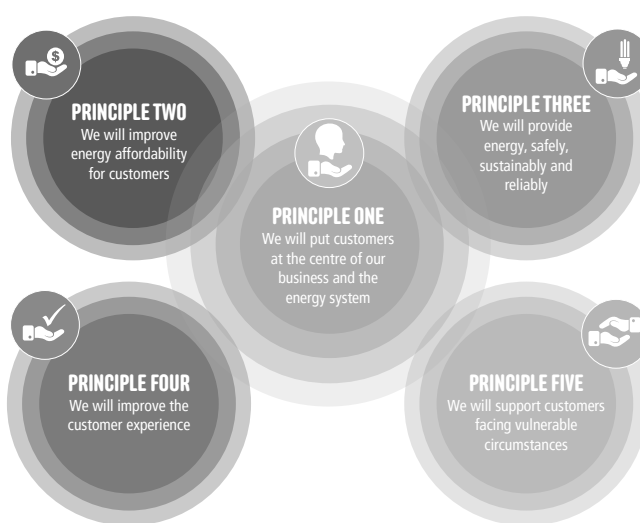 $
PRINCIPLE TWO
We will improve
energy affordability
for customers
PRINCIPLE THREE
We will provide
energy, safely,
sustainably and
reliably
PRINCIPLE ONE
We will put customers
at the centre of our
business and the
energy system
PRINCIPLE FOUR
We will improve the
customer experience
PRINCIPLE FIVE
We will support customers
facing vulnerable
circumstances